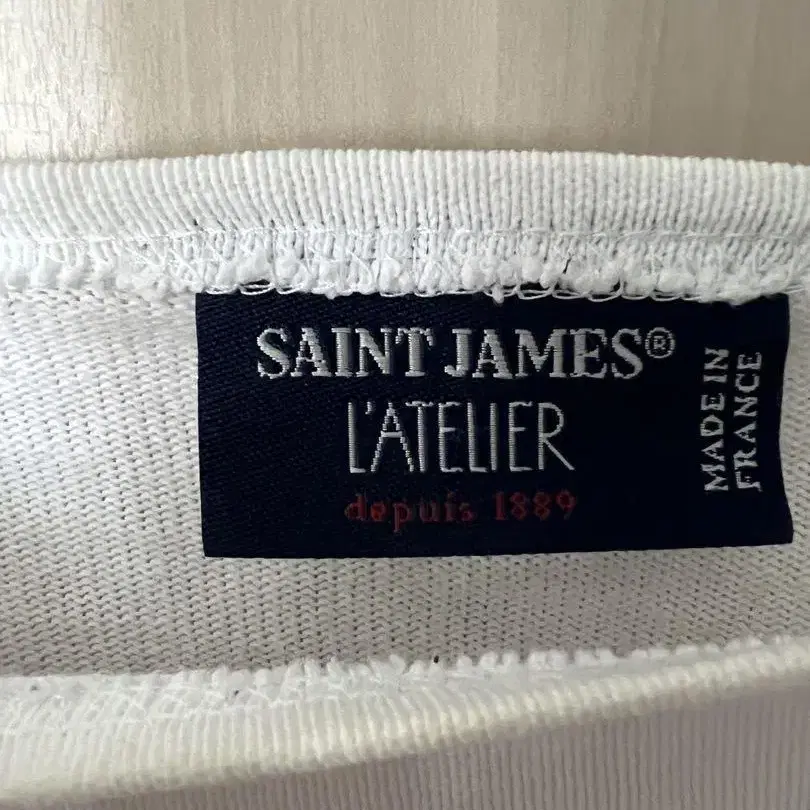 SAINT JAMES®
L'ATELIER
depuis 1889
MADE IN
FRANCE